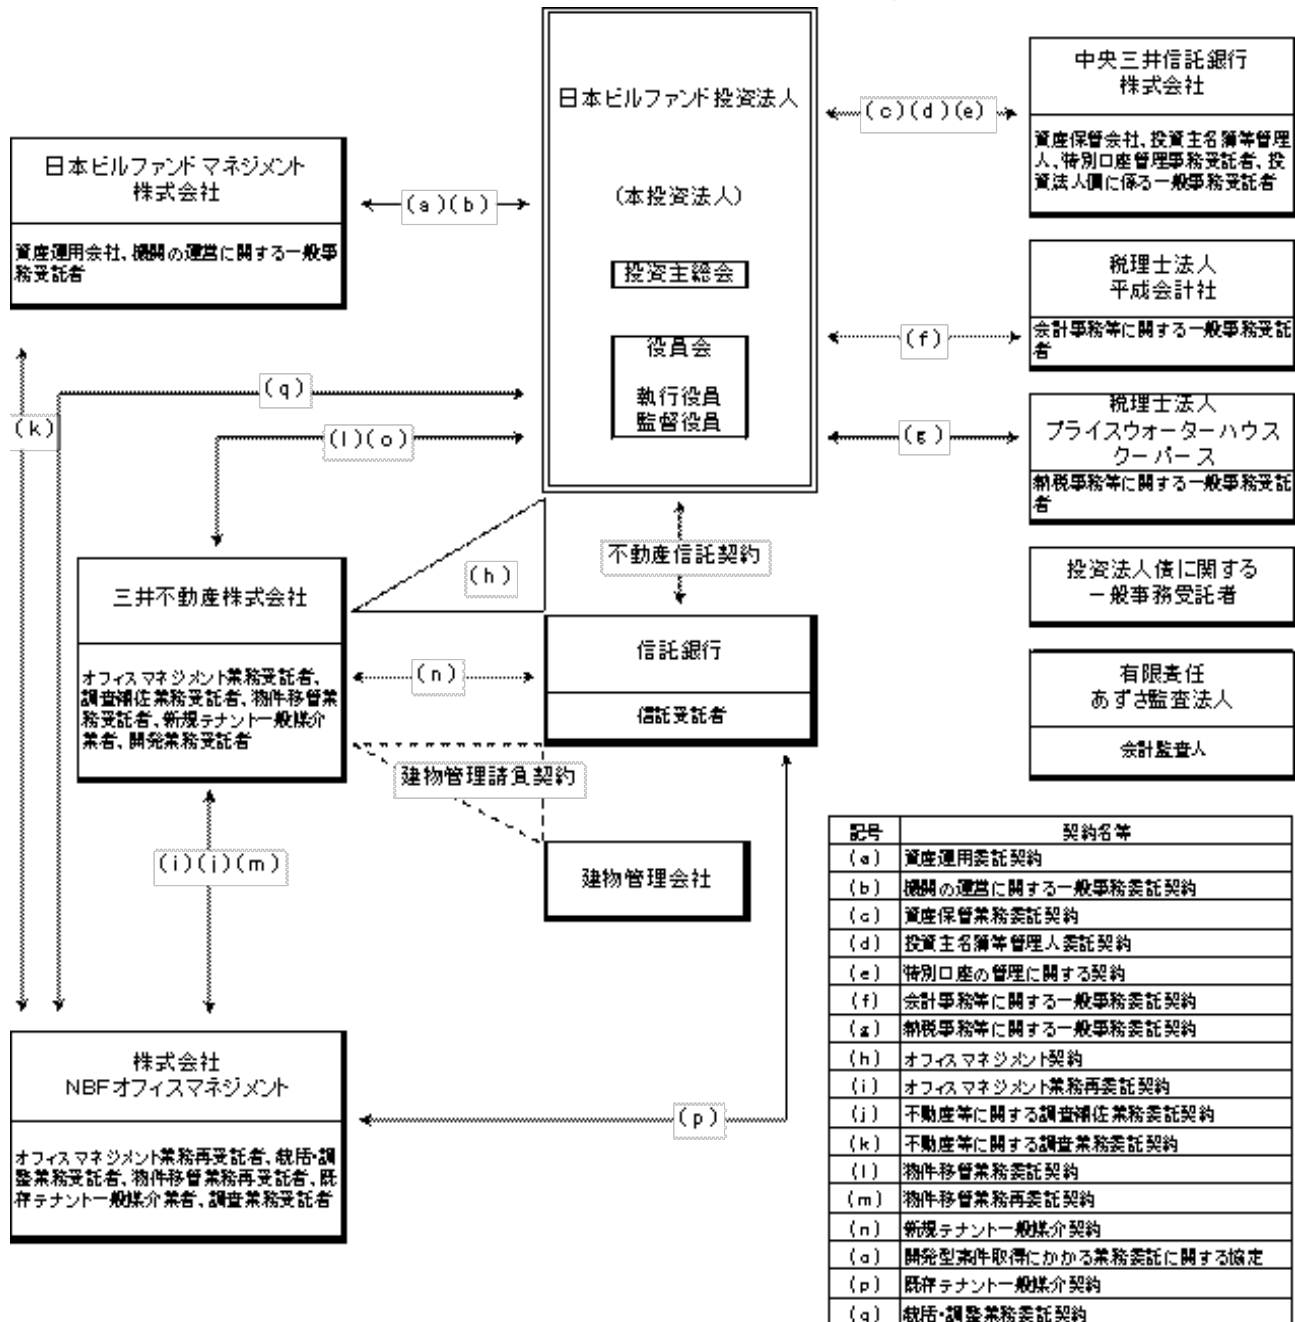 日本ビルファンド投資法人
(本投資法人)
投資主総会
役員会
執行役員
監督役員
中央三井信託銀行
株式会社
資産保管会社、投資主名簿等管理
人、特別口座管理事務受託者、投
資法人債に係る一般事務受託者
(c)(d)(e)
日本ビルファンドマネジメント
株式会社
資産運用会社、機関の運営に関する一般事
務受託者
(a)(b)
税理士法人
平成会計社
会計事務等に関する一般事務受託
者
(f)
税理士法人
プライスウォーターハウス
クーパース
納税事務等に関する一般事務受託
者
(g)
(q)
(k)
(l)(o)
投資法人債に関する
一般事務受託者
不動産信託契約
(h)
三井不動産株式会社
オフィスマネジメント業務受託者、
調査補佐業務受託者、物件移管業
務受託者、新規テナント一般媒介
業者、開発業務受託者
(n)
信託銀行
信託受託者
有限責任
あずさ監査法人
会計監査人
建物管理請負契約
建物管理会社
(i)(j)(m)
株式会社
NBFオフィスマネジメント
オフィスマネジメント業務再受託者、統括・調
整業務受託者、物件移管業務再受託者、既
存テナント一般媒介業者、調査業務受託者
(p)
記号 契約名等
(a) 資産運用委託契約
(b) 機関の運営に関する一般事務委託契約
(c) 資産保管業務委託契約
(d) 投資主名簿等管理人委託契約
(e) 特別口座の管理に関する契約
(f) 会計事務等に関する一般事務委託契約
(g) 納税事務等に関する一般事務委託契約
(h) オフィスマネジメント契約
(i) オフィスマネジメント業務再委託契約
(j) 不動産等に関する調査補佐業務委託契約
(k) 不動産等に関する調査業務委託契約
(l) 物件移管業務委託契約
(m) 物件移管業務再委託契約
(n) 新規テナント一般媒介契約
(o) 開発型案件取得にかかる業務委託に関する協定
(p) 既存テナント一般媒介契約
(q) 統括・調整業務委託契約